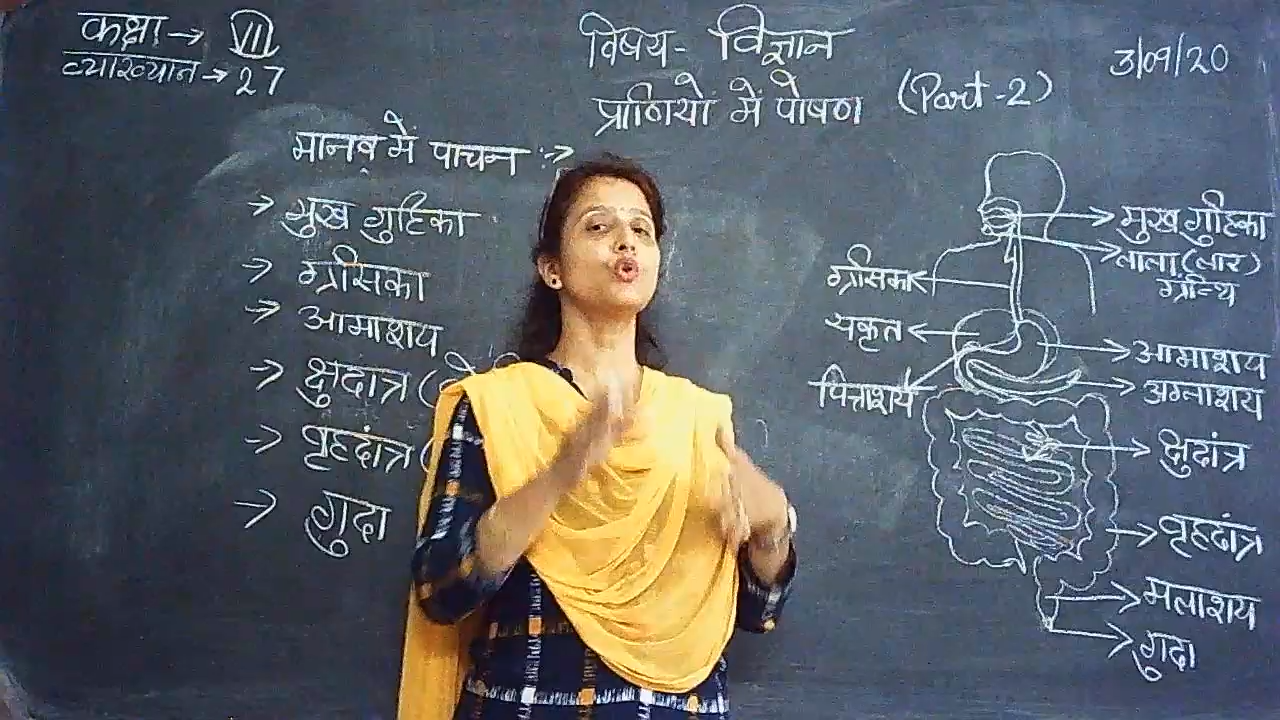 कक्षा → VII
व्याख्यान → 27
विषय - विज्ञान
3/09/20
प्राणियों में पोषण (Part-2)
मानव में पाचन :->
→ मुख गुहिका
→ ग्रसिका
→ आमाशय
→ क्षुदांत्र (
→ वृहदांत्र (
→ गुदा
मुख गुहिका
लाला (लार)
ग्रन्थि
ग्रसिका
यकृत
आमाशय
पित्ताशय
अग्नाशय
क्षुदांत्र
वृहदांत्र
मलाशय
गुदा